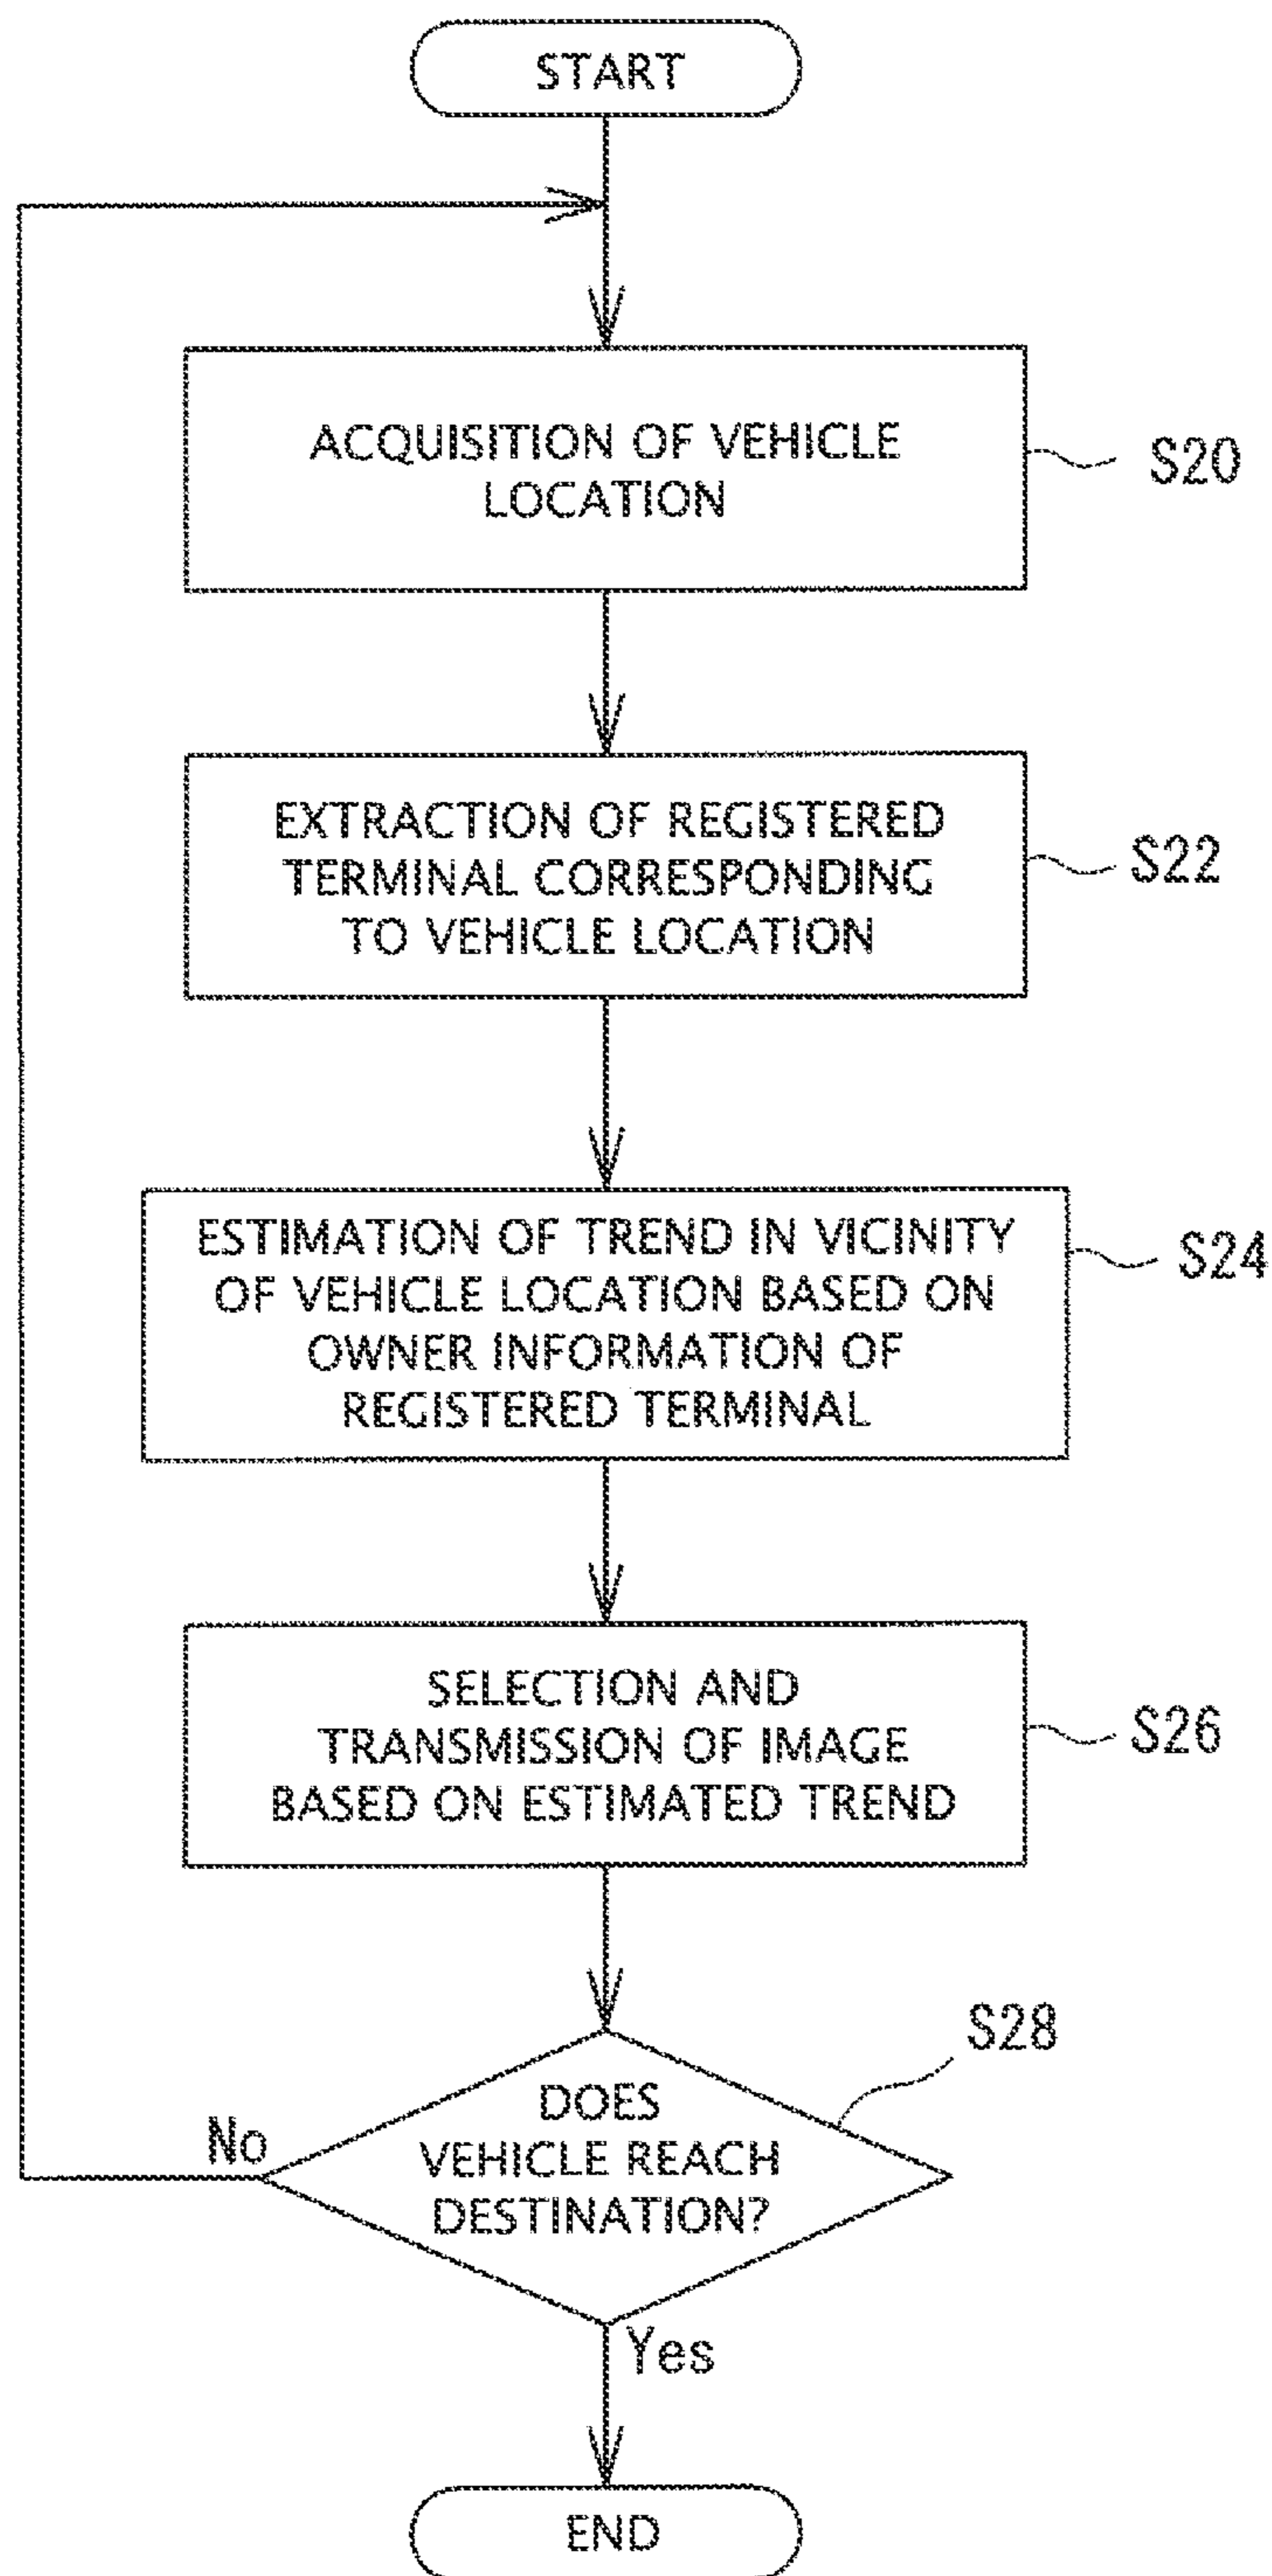 START
ACQUISITION OF VEHICLE
LOCATION
S20
EXTRACTION OF REGISTERED
TERMINAL CORRESPONDING
TO VEHICLE LOCATION
S22
ESTIMATION OF TREND IN VICINITY
OF VEHICLE LOCATION BASED ON
OWNER INFORMATION OF
REGISTERED TERMINAL
S24
SELECTION AND
TRANSMISSION OF IMAGE
BASED ON ESTIMATED TREND
S26
S28
DOES
VEHICLE REACH
DESTINATION?
No
Yes
END